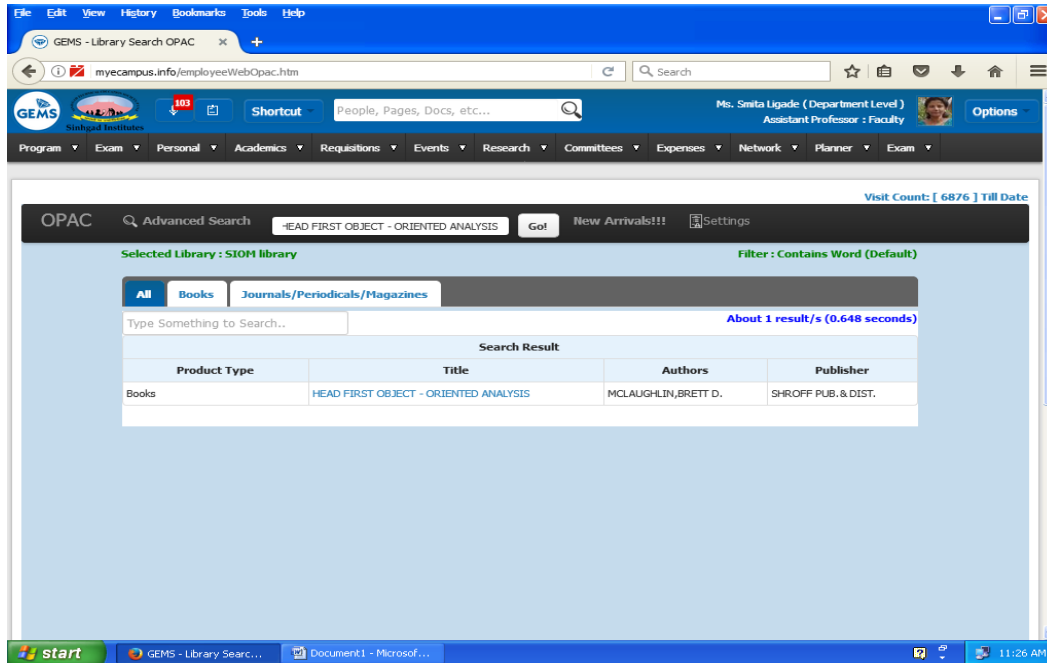 File Edit View History Bookmarks Tools Help
GEMS - Library Search OPAC × +
myecampus.info/employeeWebOpac.htm Search
GEMS Sinhgad Institutes 103 Shortcut People, Pages, Docs, etc... Ms. Smita Ligade ( Department Level ) Options
Assistant Professor : Faculty
Program Exam Personal Academics Requisitions Events Research Committees Expenses Network Planner Exam
Visit Count: [ 6876 ] Till Date
OPAC Advanced Search HEAD FIRST OBJECT - ORIENTED ANALYSIS Go! New Arrivals!!! Settings
Selected Library : SIOM library Filter : Contains Word (Default)
All Books Journals/Periodicals/Magazines
Type Something to Search.. About 1 result/s (0.648 seconds)
Search Result
Product Type Title Authors Publisher
Books HEAD FIRST OBJECT - ORIENTED ANALYSIS MCLAUGHLIN,BRETT D. SHROFF PUB.& DIST.
start GEMS - Library Searc... Document1 - Microsof... 11:26 AM